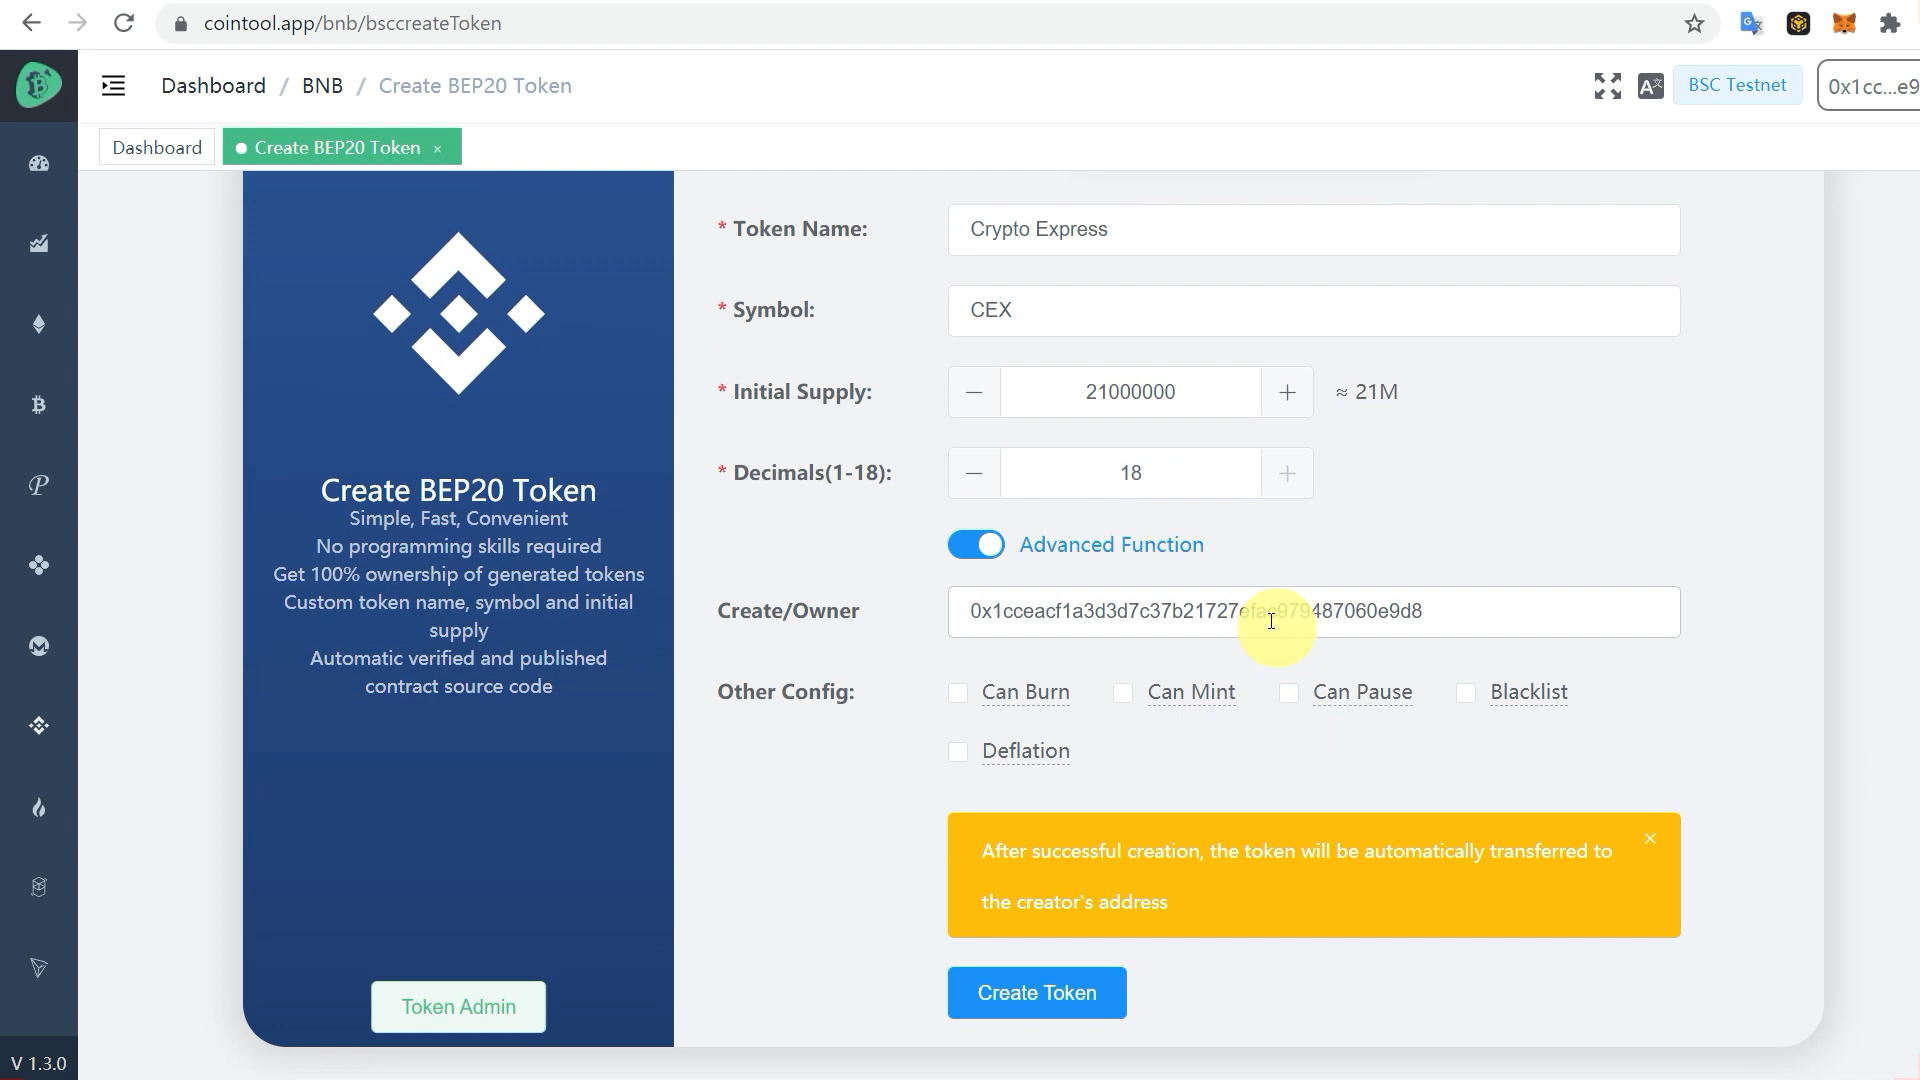 cointool.app/bnb/bsccreateToken
Dashboard / BNB / Create BEP20 Token
BSC Testnet
0x1cc...e9
Dashboard
Create BEP20 Token ×
* Token Name:
Crypto Express
* Symbol:
CEX
* Initial Supply:
— 21000000 + ≈ 21M
* Decimals(1-18):
— 18 +
Advanced Function
Create/Owner
0x1cceacf1a3d3d7c37b21727efac979487060e9d8
Other Config:
Can Burn
Can Mint
Can Pause
Blacklist
Deflation
After successful creation, the token will be automatically transferred to
the creator's address
Create Token
Create BEP20 Token
Simple, Fast, Convenient
No programming skills required
Get 100% ownership of generated tokens
Custom token name, symbol and initial
supply
Automatic verified and published
contract source code
Token Admin
V 1.3.0